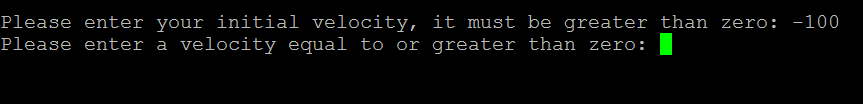 Please enter your initial velocity, it must be greater than zero: -100
Please enter a velocity equal to or greater than zero: